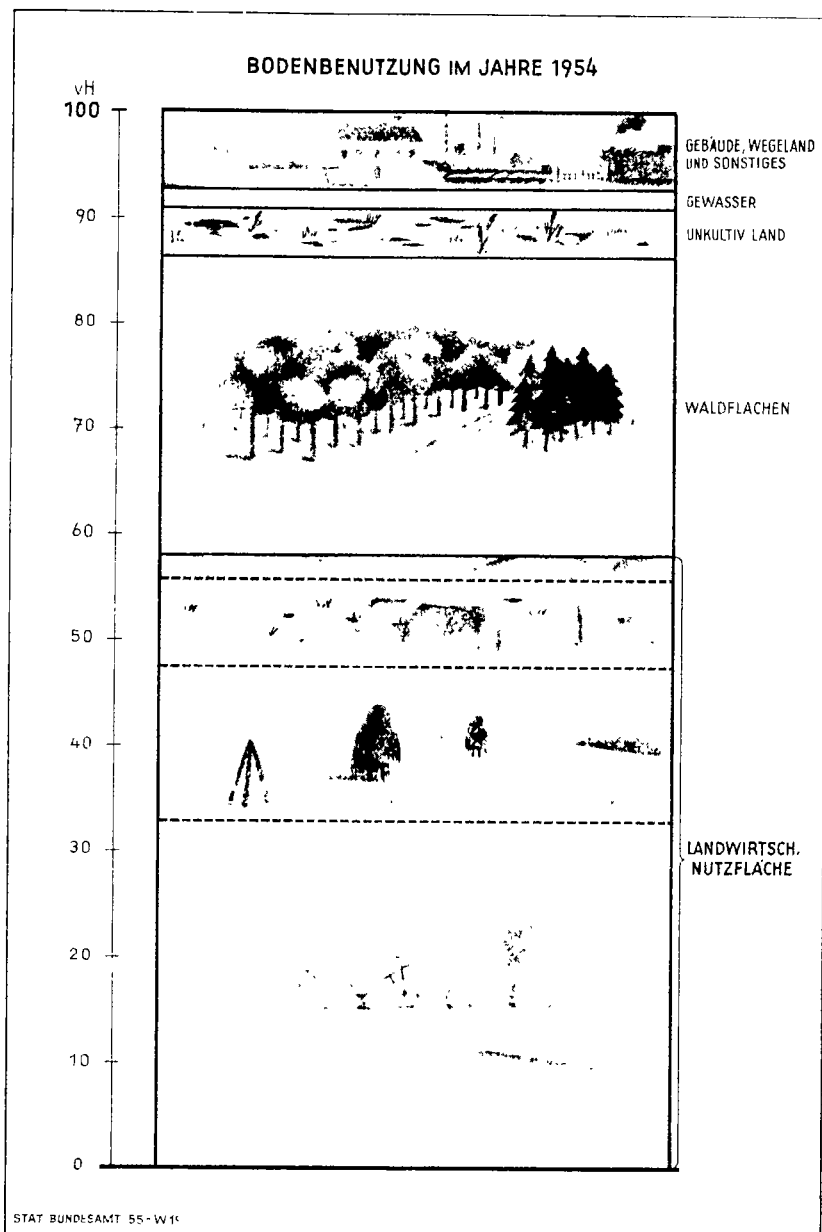 BODENBENUTZUNG IM JAHRE 1954
vH
100
90
80
70
60
50
40
30
20
10
0
GEBÄUDE, WEGELAND
UND SONSTIGES
GEWASSER
UNKULTIV LAND
WALDFLACHEN
LANDWIRTSCH.
NUTZFLÄCHE
STAT BUNDESAMT 55-W